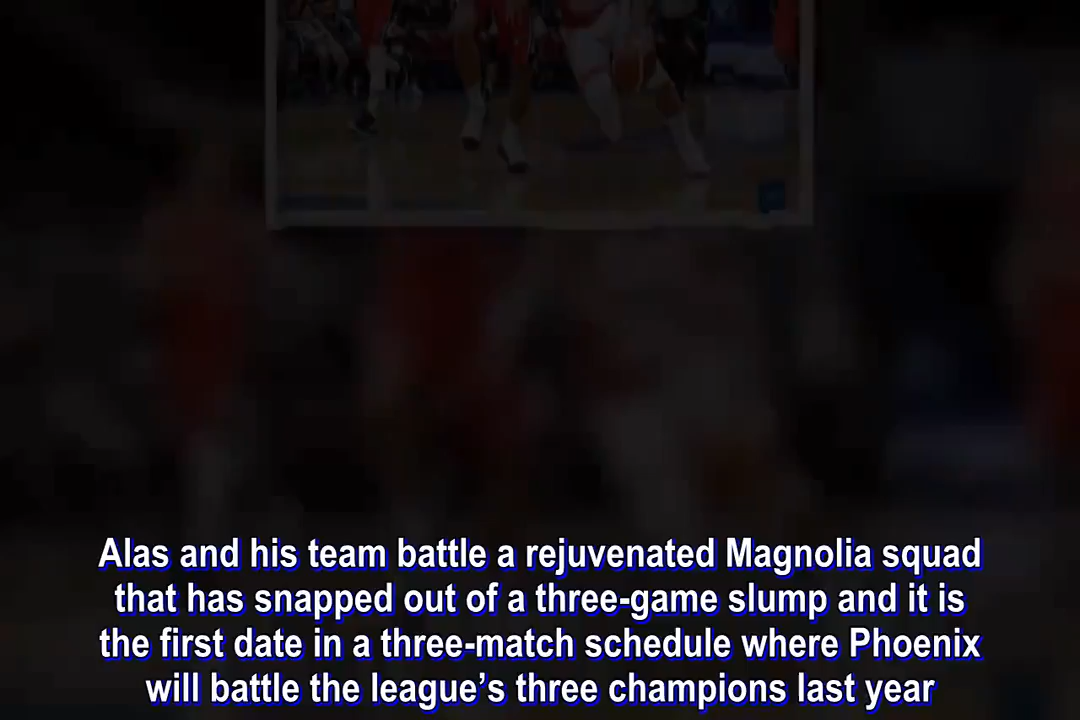 Alas and his team battle a rejuvenated Magnolia squad
that has snapped out of a three-game slump and it is
the first date in a three-match schedule where Phoenix
will battle the league’s three champions last year